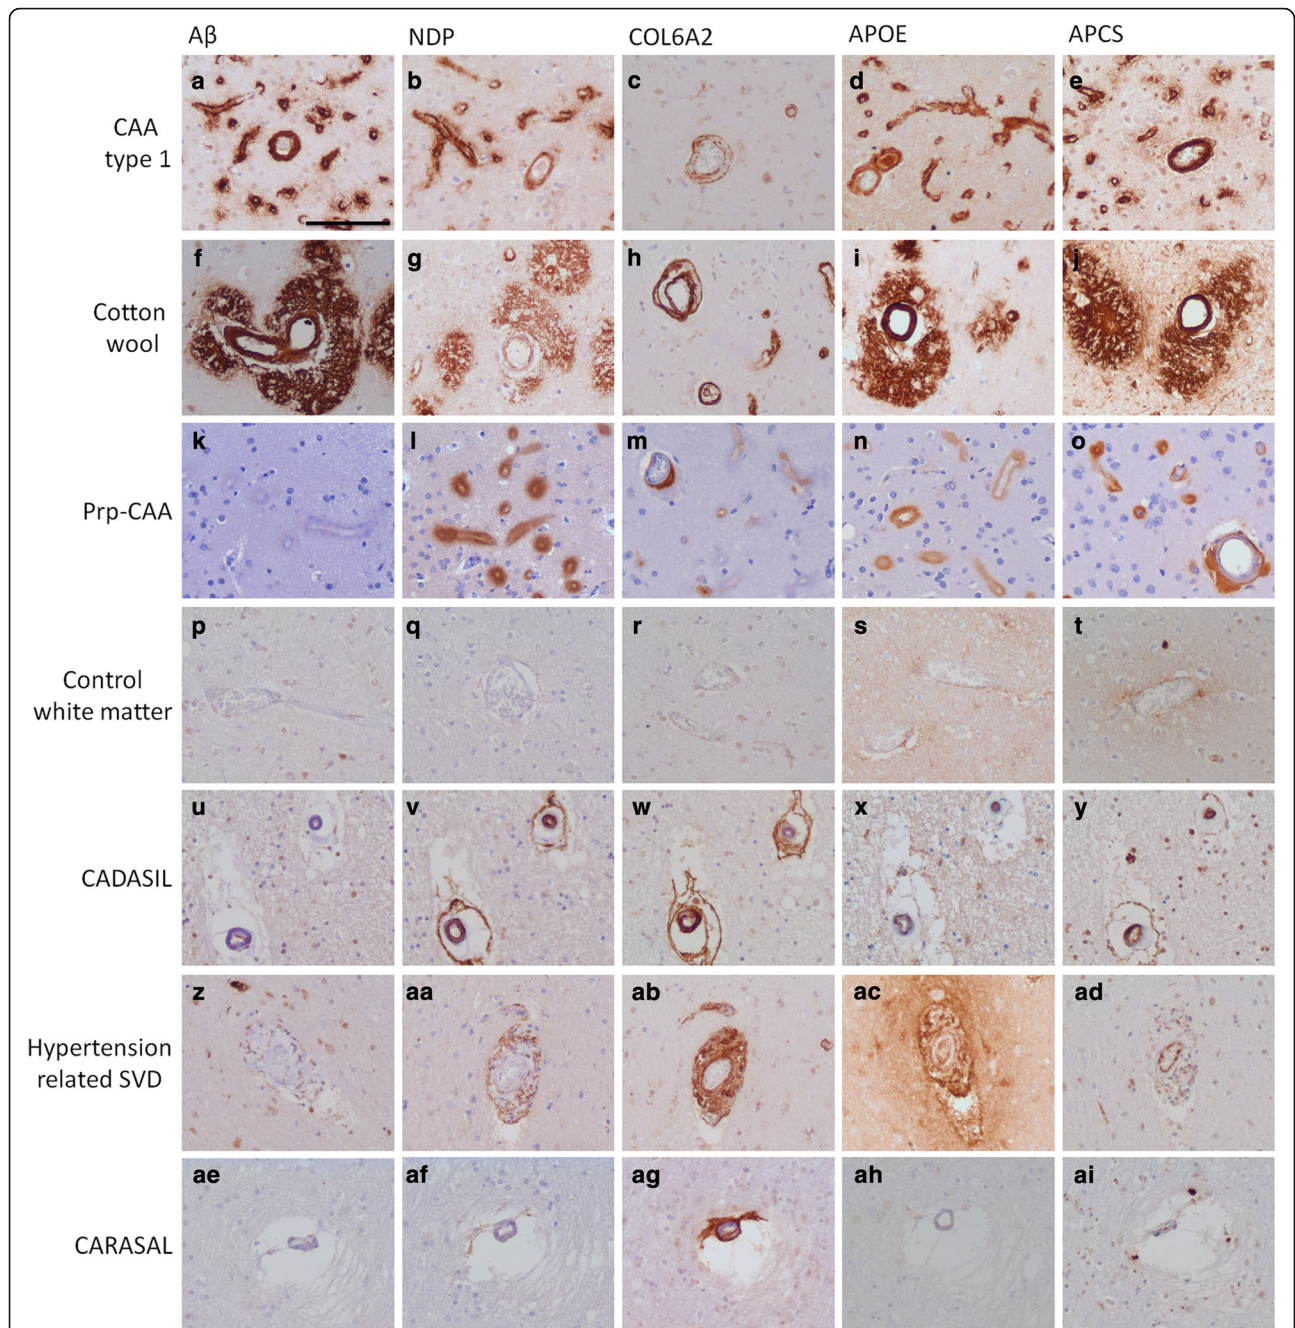 Aβ NDP COL6A2 APOE APCS
a b c d e
CAA
type 1
f g h i j
Cotton
wool
k l m n o
Prp-CAA
p q r s t
Control
white matter
u v w x y
CADASIL
z aa ab ac ad
Hypertension
related SVD
ae af ag ah ai
CARASAL